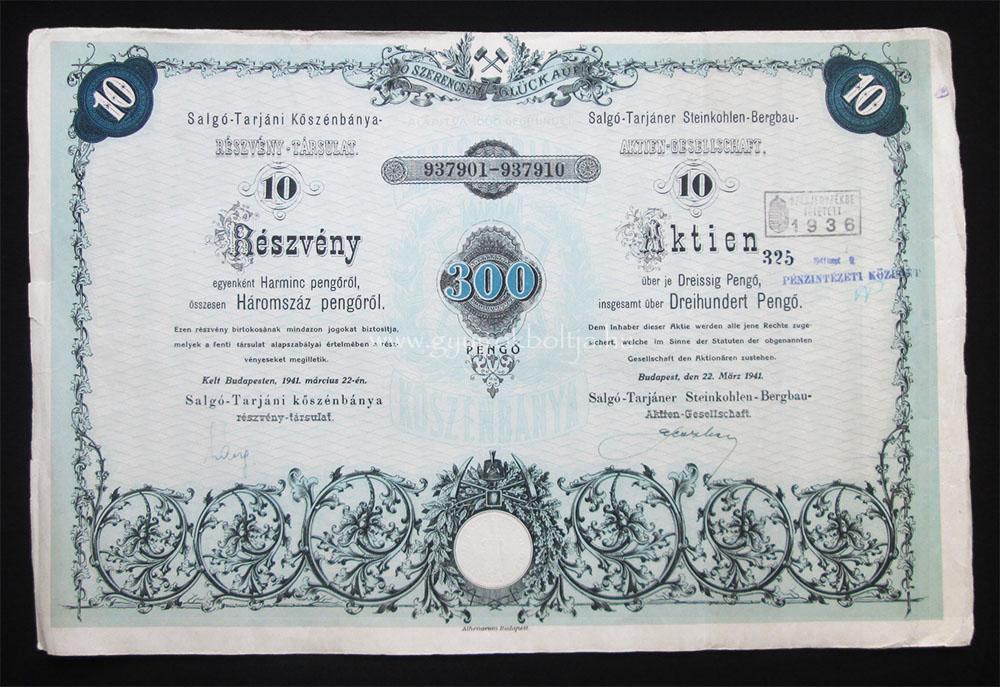 SZERENCSE FEL! GLÜCK AUF!
10
10
Salgó-Tarjáni Kőszénbánya-
RÉSZVÉNY-TÁRSULAT.
10
Részvény
egyenként Harminc pengőről,
összesen Háromszáz pengőről.
Ezen részvény birtokosának mindazon jogokat biztosítja,
melyek a fenti társulat alapszabályai értelmében a rész-
vényeseket megilletik.
Kelt Budapesten, 1941. március 22-én.
Salgó-Tarjáni kőszénbánya
részvény-társulat.
937901-937910
300
PENGŐ
KŐSZÉNBÁNYA
Salgó-Tarjáner Steinkohlen-Bergbau-
AKTIEN-GESELLSCHAFT.
10
Aktien
über je Dreissig Pengő,
insgesamt über Dreihundert Pengő.
Dem Inhaber dieser Aktie werden alle jene Rechte zuge-
sichert, welche im Sinne der Statuten der obgenannten
Gesellschaft den Aktionären zustehen.
Budapest, den 22. März 1941.
Salgó-Tarjáner Steinkohlen-Bergbau-
Aktien-Gesellschaft.
1936
325
PÉNZINTÉZETI
Athenaeum Budapest